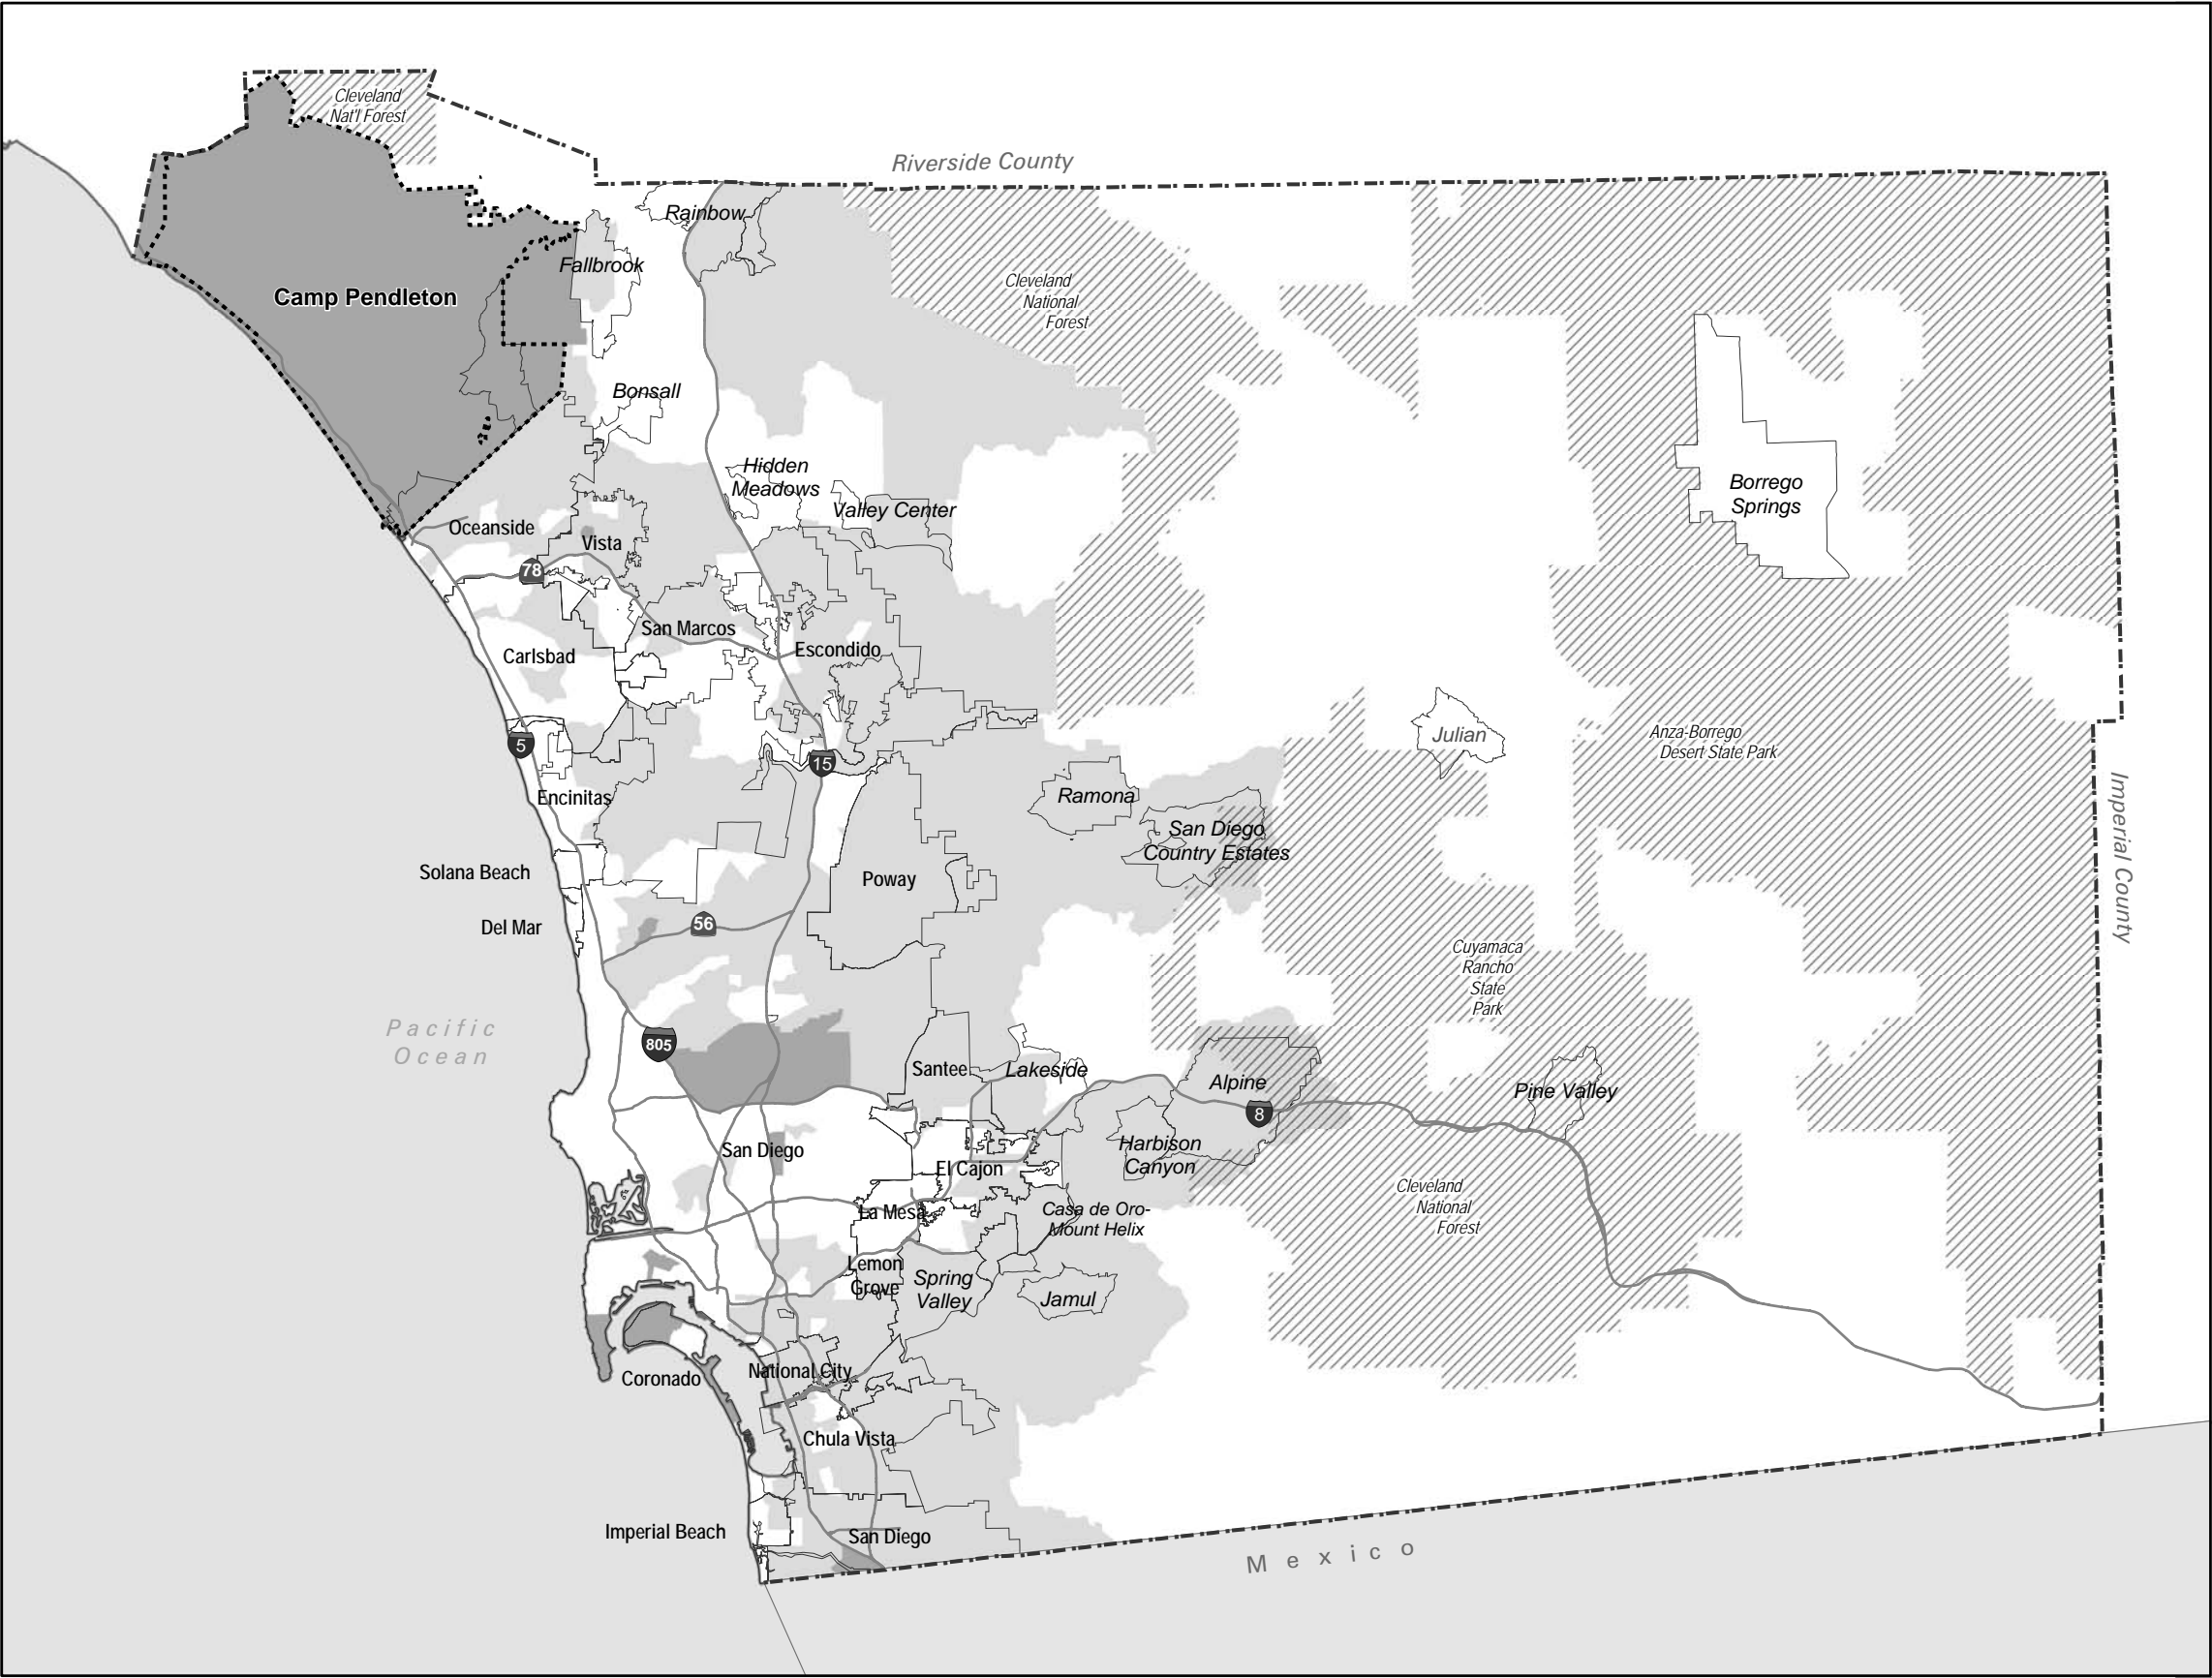 Cleveland
Nat'l Forest
Riverside County
Rainbow
Fallbrook
Camp Pendleton
Cleveland
National
Forest
Bonsall
Hidden
Meadows
Valley Center
Borrego
Springs
Oceanside
Vista
78
San Marcos
Escondido
Carlsbad
Julian
Anza-Borrego
Desert State Park
5
15
Imperial County
Encinitas
Ramona
San Diego
Country Estates
Solana Beach
Poway
Del Mar
56
Cuyamaca
Rancho
State
Park
Pacific
Ocean
805
Santee
Lakeside
Alpine
Pine Valley
8
San Diego
Harbison
Canyon
El Cajon
La Mesa
Casa de Oro-
Mount Helix
Cleveland
National
Forest
Lemon
Grove
Spring
Valley
Jamul
Coronado
National City
Chula Vista
Imperial Beach
San Diego
Mexico